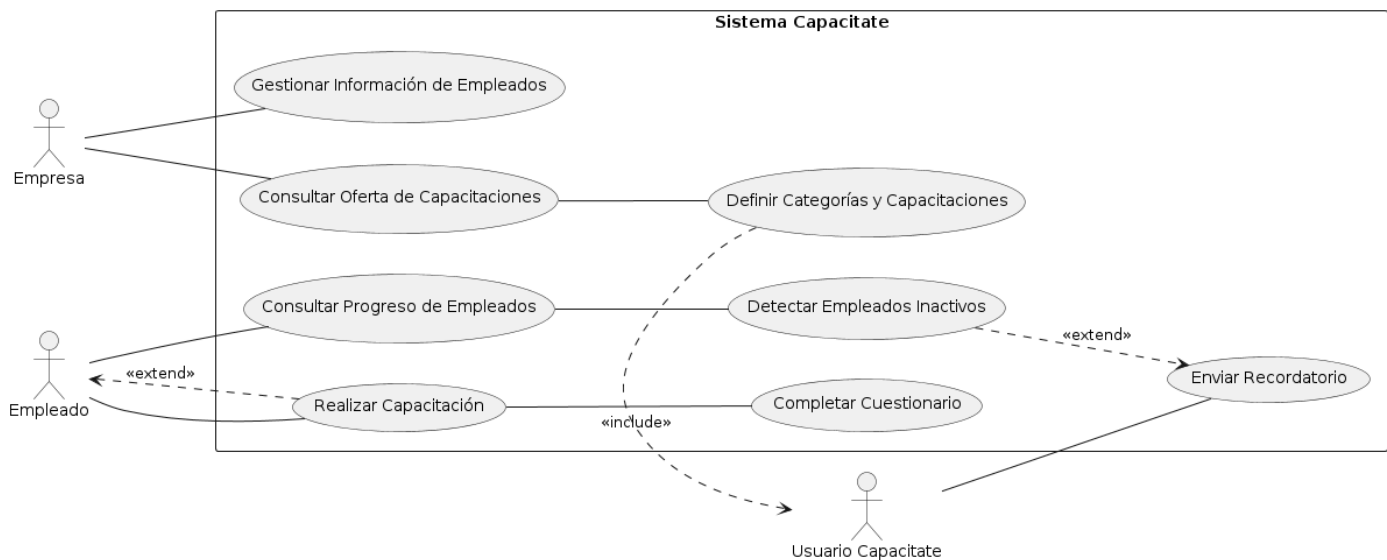 Sistema Capacitate
Gestionar Información de Empleados
Empresa
Consultar Oferta de Capacitaciones
Definir Categorías y Capacitaciones
Consultar Progreso de Empleados
Detectar Empleados Inactivos
«extend»
Empleado
«extend»
Realizar Capacitación
Completar Cuestionario
Enviar Recordatorio
«include»
Usuario Capacitate